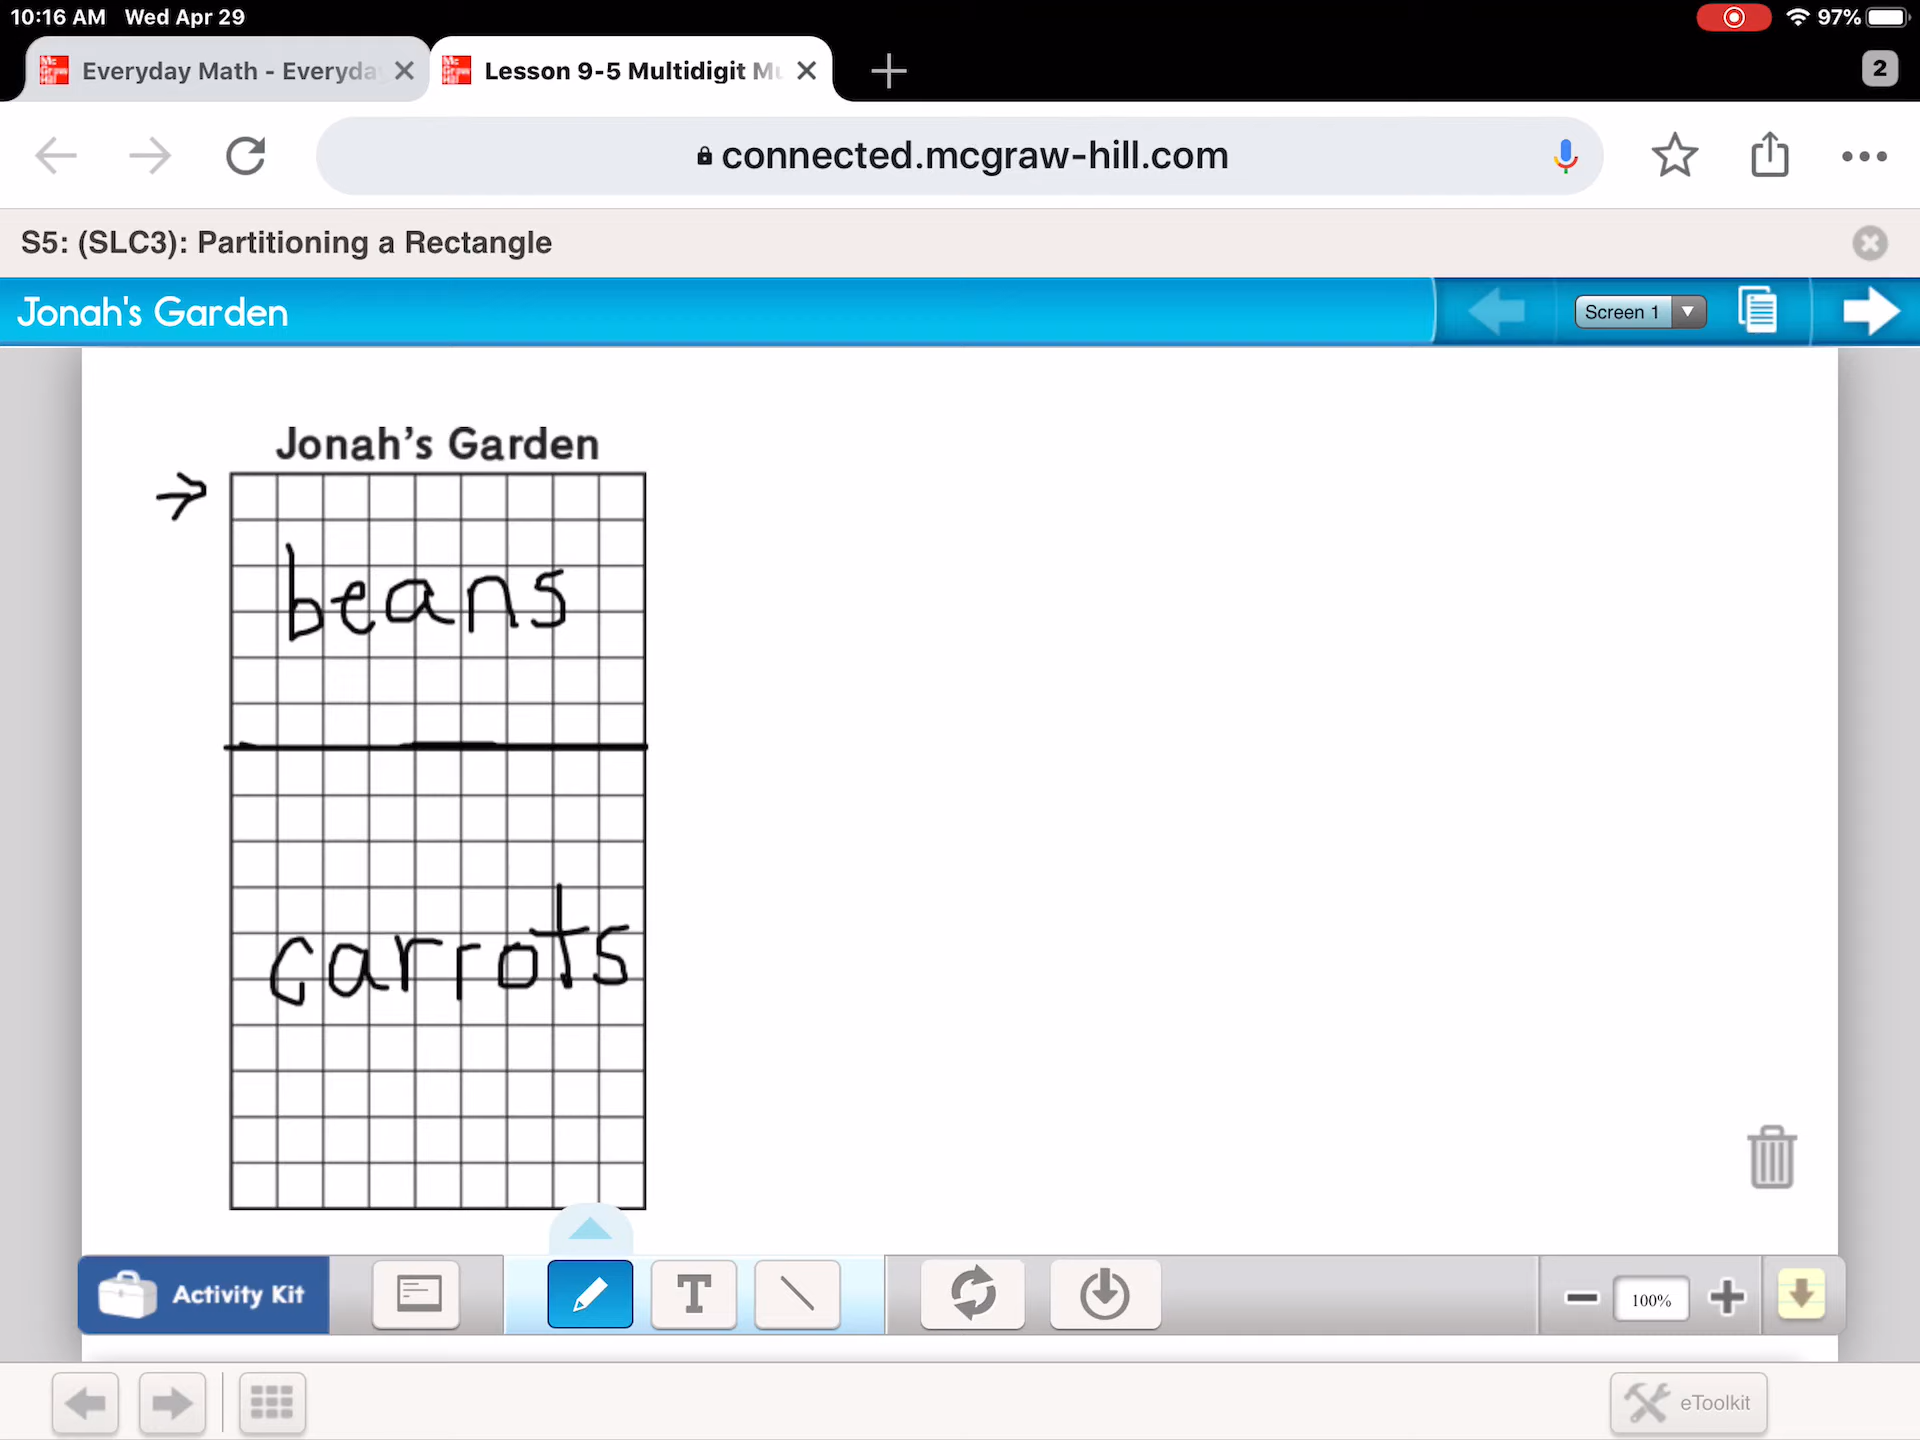 10:16 AM Wed Apr 29
97%
Everyday Math - Everyda
Lesson 9-5 Multidigit Mu
2
connected.mcgraw-hill.com
S5: (SLC3): Partitioning a Rectangle
Jonah's Garden
Screen 1
Jonah's Garden
beans
carrots
Activity Kit
T
100%
eToolkit